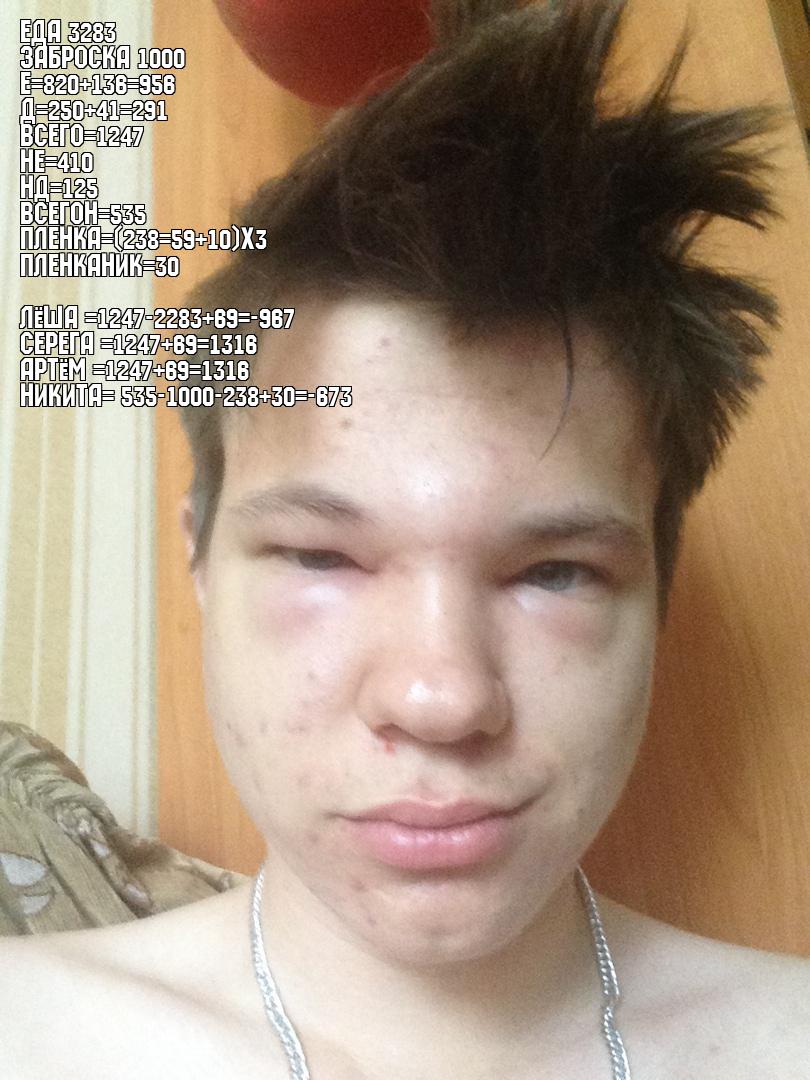 ЕДА 3283
ЗАБРОСКА 1000
Е=820+136=956
Д=250+41=291
ВСЕГО=1247
НЕ=410
НД=125
ВСЕГОН=535
ПЛЕНКА=(238=59+10)Х3
ПЛЕНКАНИК=30
ЛЁША =1247-2283+69=-967
СЕРЕГА =1247+69=1316
АРТЁМ =1247+69=1316
НИКИТА= 535-1000-238+30=-673